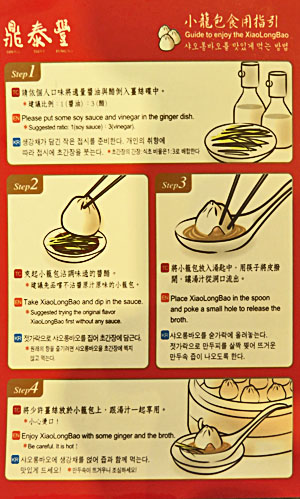 鼎泰豐
小籠包食用指引
Guide to enjoy the XiaoLongBao
샤오롱바오를 맛있게 먹는 방법
Step1
TC 請依個人口味將適量醬油與醋倒入薑絲碟中。
＊建議比例：1(醬油)：3(醋)
EN Please put some soy sauce and vinegar in the ginger dish.
＊Suggested ratio: 1(soy sauce) : 3(vinegar).
KR 생강채가 담긴 작은 접시를 준비한다. 개인의 취향에
따라 접시에 초간장을 붓는다. ＊초간장의 간장: 식초 비율은1:3로 배합한다
Step2
TC 夾起小籠包沾調味過的醬醋。
＊建議先品嚐不沾醬原汁原味的小籠包。
EN Take XiaoLongBao and dip in the sauce.
＊Suggested trying the original flavor
XiaoLongBao first without any sauce.
KR 젓가락으로 샤오롱바오를 집어 초간장에 담근다.
＊원래의 향을 즐기려면 샤오롱바오를 초간장에 찍지
않고 먹는다.
Step3
TC 將小籠包放入湯匙中，用筷子將皮撥
開，讓湯汁從洞口流出。
EN Place XiaoLongBao in the spoon
and poke a small hole to release the
broth.
KR 샤오롱바오를 숟가락에 올려놓는다.
젓가락으로 만두피를 살짝 찢어 뜨거운
만두속 즙이 나오도록 한다.
Step4
TC 將少許薑絲放於小籠包上，跟湯汁一起享用。
＊小心燙口！
EN Enjoy XiaoLongBao with some ginger and the broth.
＊Be careful. It is hot !
KR 샤오롱바오에 생강채를 얹어 즙과 함께 먹는다.
맛있게 드세요! ＊만두속이 뜨거우니 조심하세요!